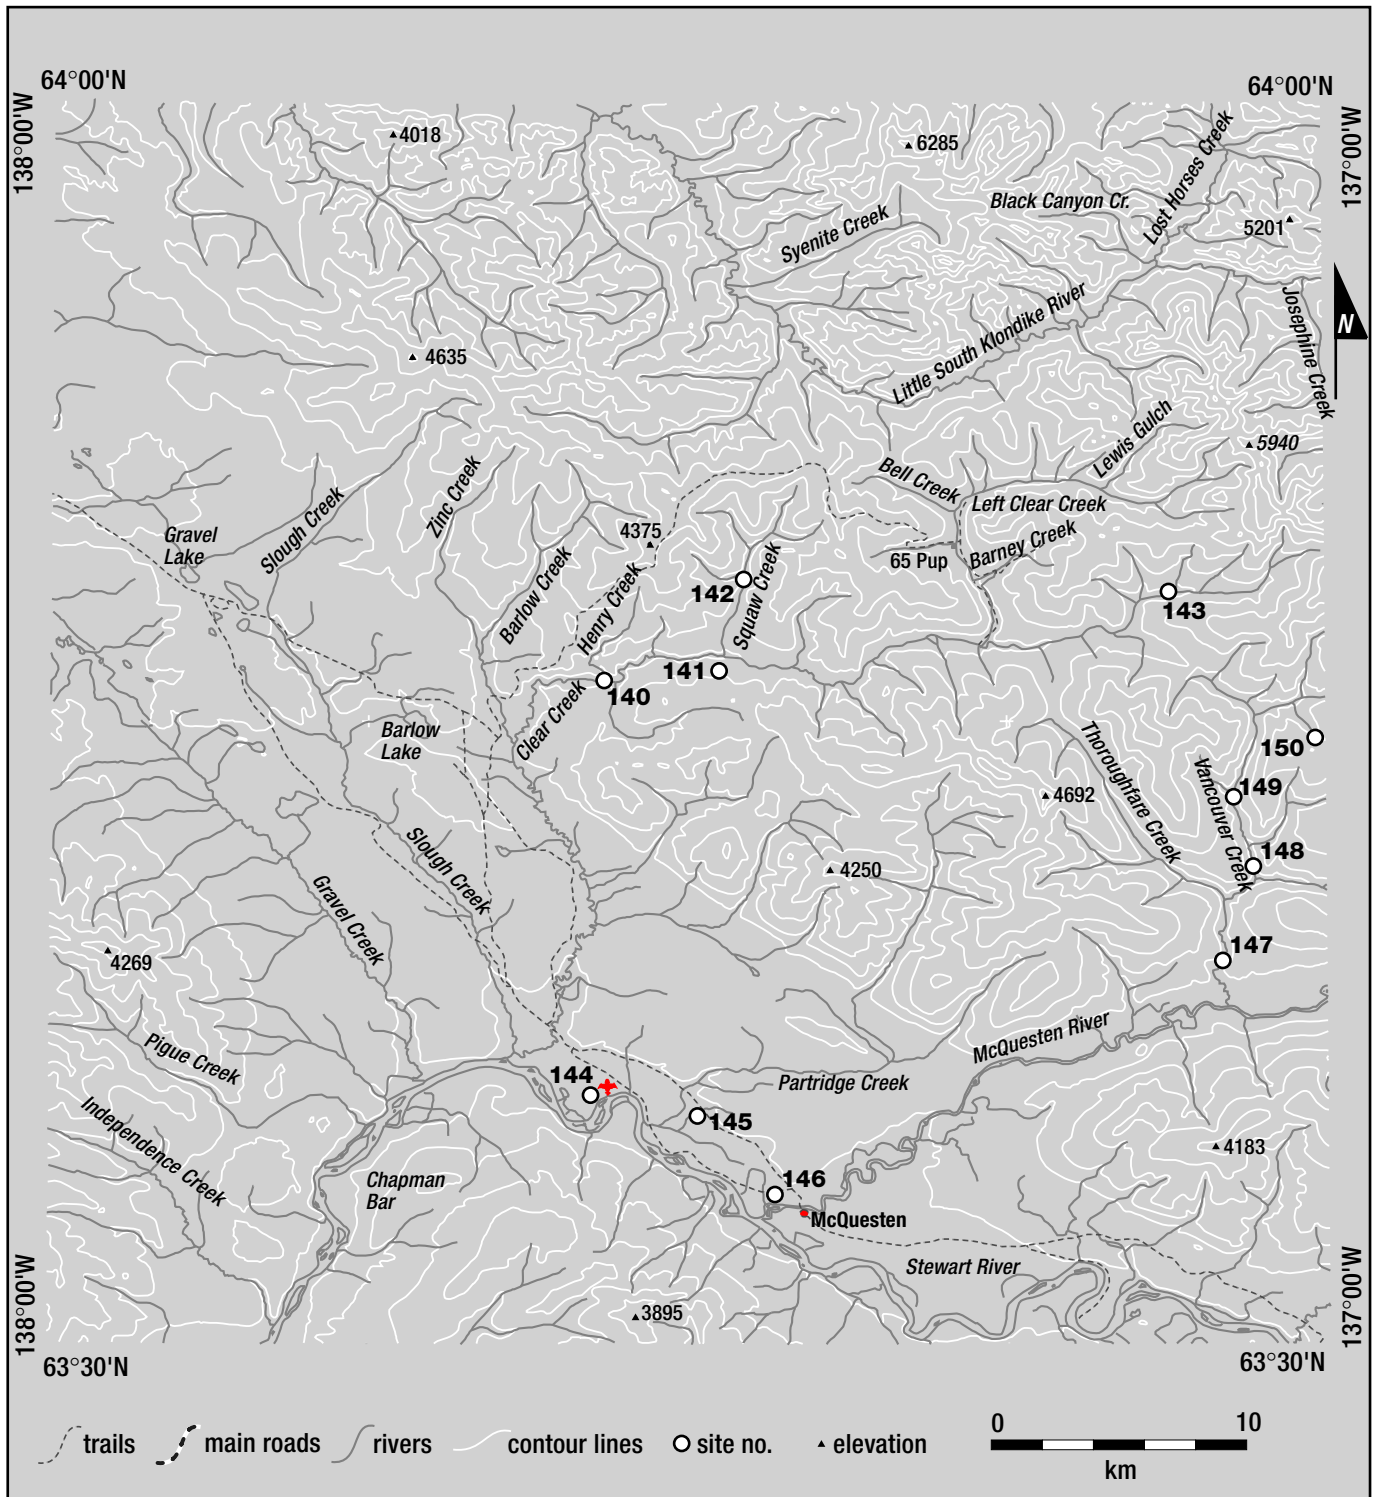 64°00'N
64°00'N
138°00'W
137°00'W
4018
6285
Lost Horses Creek
Black Canyon Cr.
Syenite Creek
5201
Josephine Creek
N
Little South Klondike River
4635
Lewis Gulch
5940
Bell Creek
Left Clear Creek
Zinc Creek
Slough Creek
Gravel
Lake
4375
65 Pup
Barney Creek
Barlow Creek
Henry Creek
142
Squaw Creek
143
141
140
Clear Creek
Barlow
Lake
Thoroughfare Creek
150
Vancouver Creek
149
4692
148
Slough Creek
4250
Gravel Creek
147
4269
McQuesten River
Pigue Creek
144
Partridge Creek
Independence Creek
145
4183
Chapman
Bar
146
McQuesten
Stewart River
3895
138°00'W
137°00'W
63°30'N
63°30'N
trails
main roads
rivers
contour lines
site no.
elevation
0
10
km